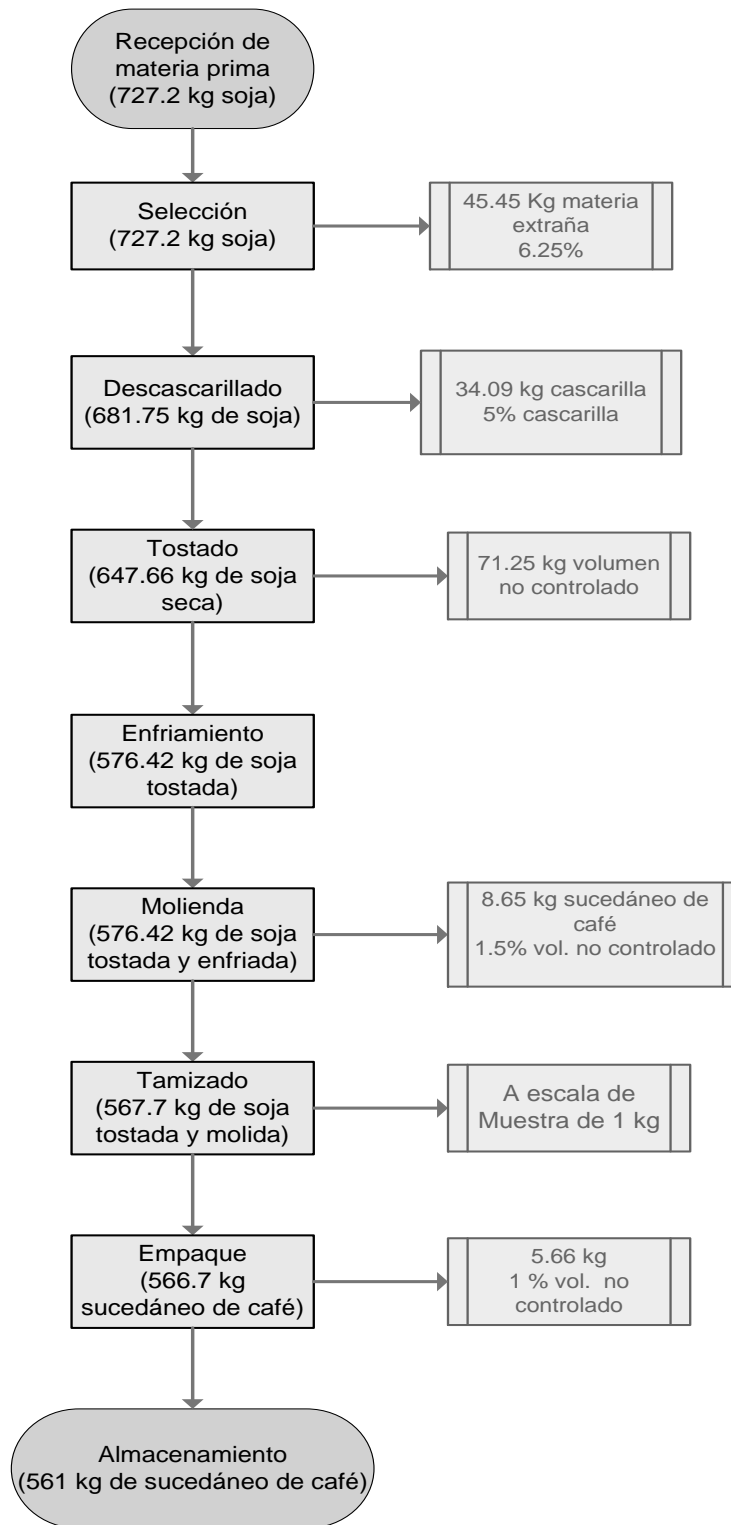 Recepción de
materia prima
(727.2 kg soja)
Selección
(727.2 kg soja)
45.45 Kg materia
extraña
6.25%
Descascarillado
(681.75 kg de soja)
34.09 kg cascarilla
5% cascarilla
Tostado
(647.66 kg de soja
seca)
71.25 kg volumen
no controlado
Enfriamiento
(576.42 kg de soja
tostada)
Molienda
(576.42 kg de soja
tostada y enfriada)
8.65 kg sucedáneo de
café
1.5% vol. no controlado
Tamizado
(567.7 kg de soja
tostada y molida)
A escala de
Muestra de 1 kg
Empaque
(566.7 kg
sucedáneo de café)
5.66 kg
1 % vol. no
controlado
Almacenamiento
(561 kg de sucedáneo de café)